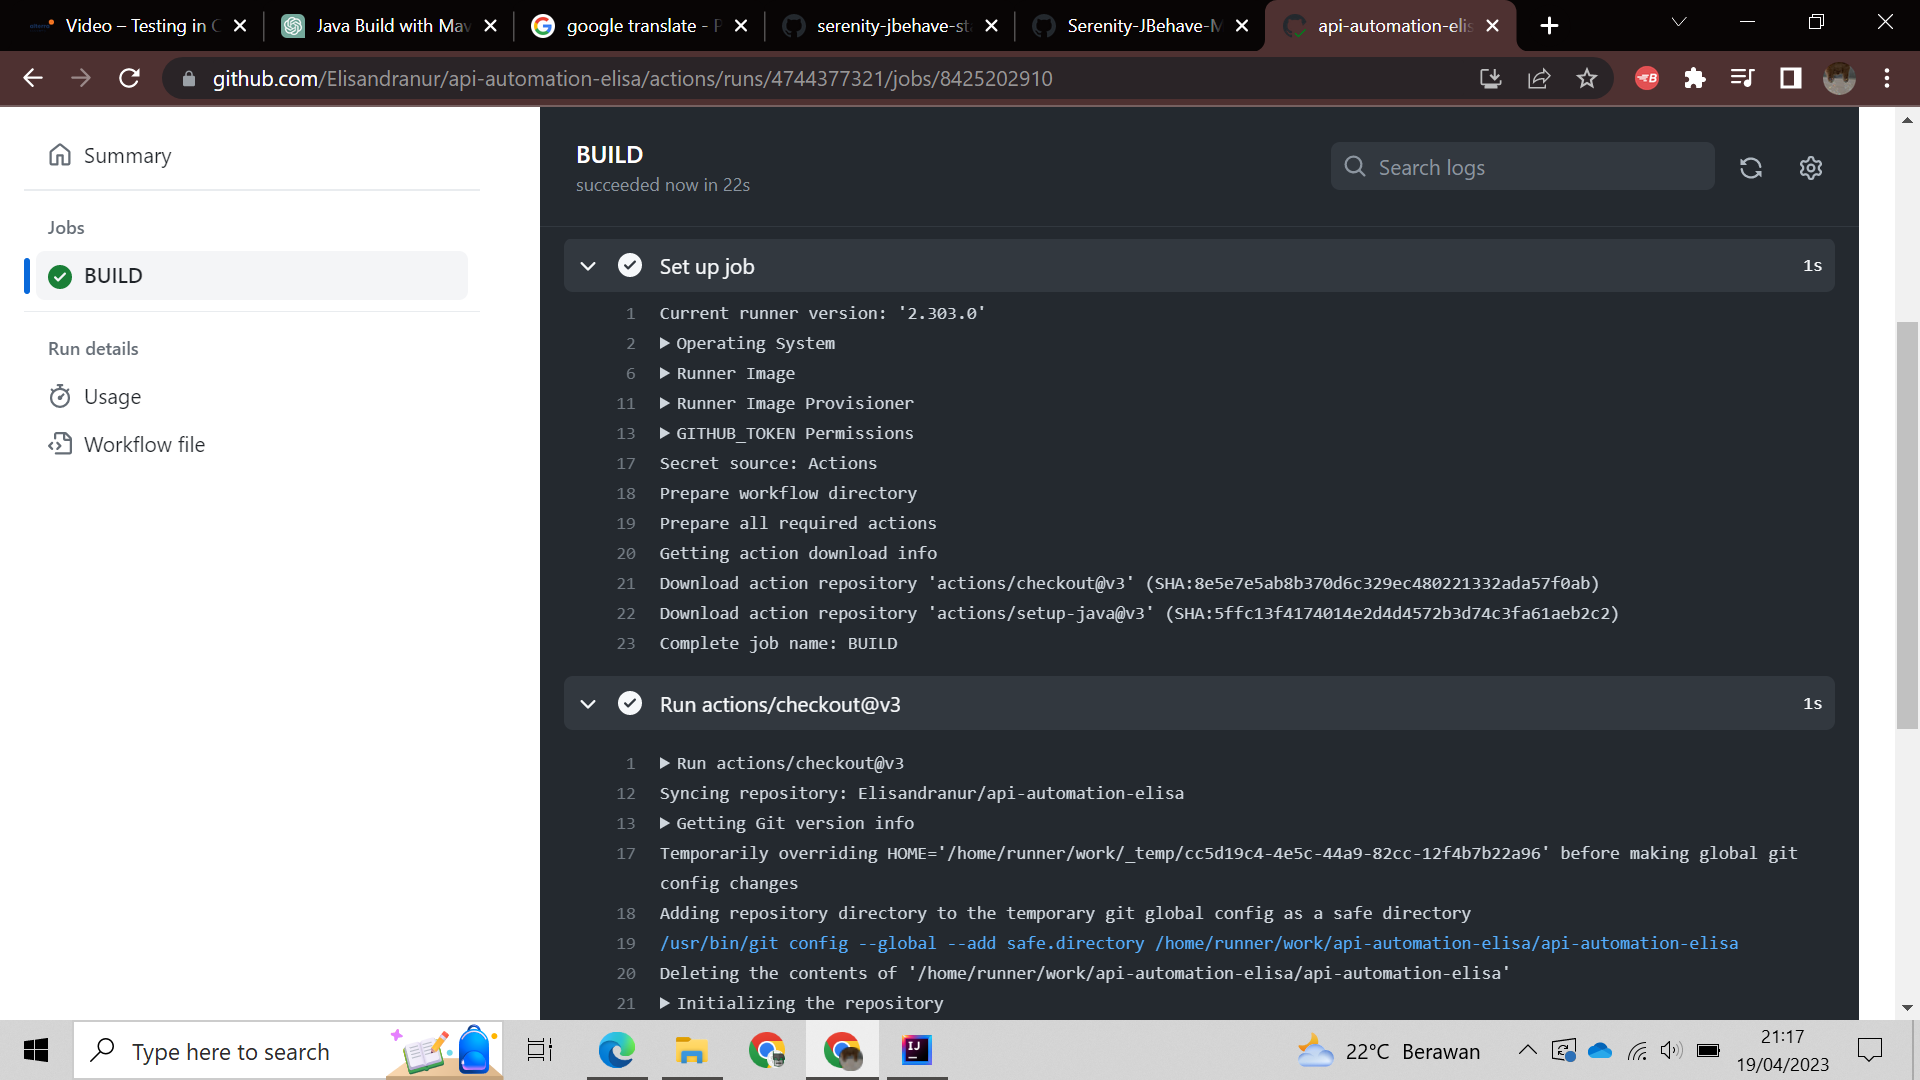 Video – Testing in C
Java Build with Mav
google translate - P
serenity-jbehave-sta
Serenity-JBehave-M
api-automation-elis
github.com/Elisandranur/api-automation-elisa/actions/runs/4744377321/jobs/8425202910
Summary
Jobs
BUILD
Run details
Usage
Workflow file
BUILD
succeeded now in 22s
Search logs
Set up job
1s
1 Current runner version: '2.303.0'
2 Operating System
6 Runner Image
11 Runner Image Provisioner
13 GITHUB_TOKEN Permissions
17 Secret source: Actions
18 Prepare workflow directory
19 Prepare all required actions
20 Getting action download info
21 Download action repository 'actions/checkout@v3' (SHA:8e5e7e5ab8b370d6c329ec480221332ada57f0ab)
22 Download action repository 'actions/setup-java@v3' (SHA:5ffc13f4174014e2d4d4572b3d74c3fa61aeb2c2)
23 Complete job name: BUILD
Run actions/checkout@v3
1s
1 Run actions/checkout@v3
12 Syncing repository: Elisandranur/api-automation-elisa
13 Getting Git version info
17 Temporarily overriding HOME='/home/runner/work/_temp/cc5d19c4-4e5c-44a9-82cc-12f4b7b22a96' before making global git
config changes
18 Adding repository directory to the temporary git global config as a safe directory
19 /usr/bin/git config --global --add safe.directory /home/runner/work/api-automation-elisa/api-automation-elisa
20 Deleting the contents of '/home/runner/work/api-automation-elisa/api-automation-elisa'
21 Initializing the repository
Type here to search
22°C Berawan
21:17
19/04/2023